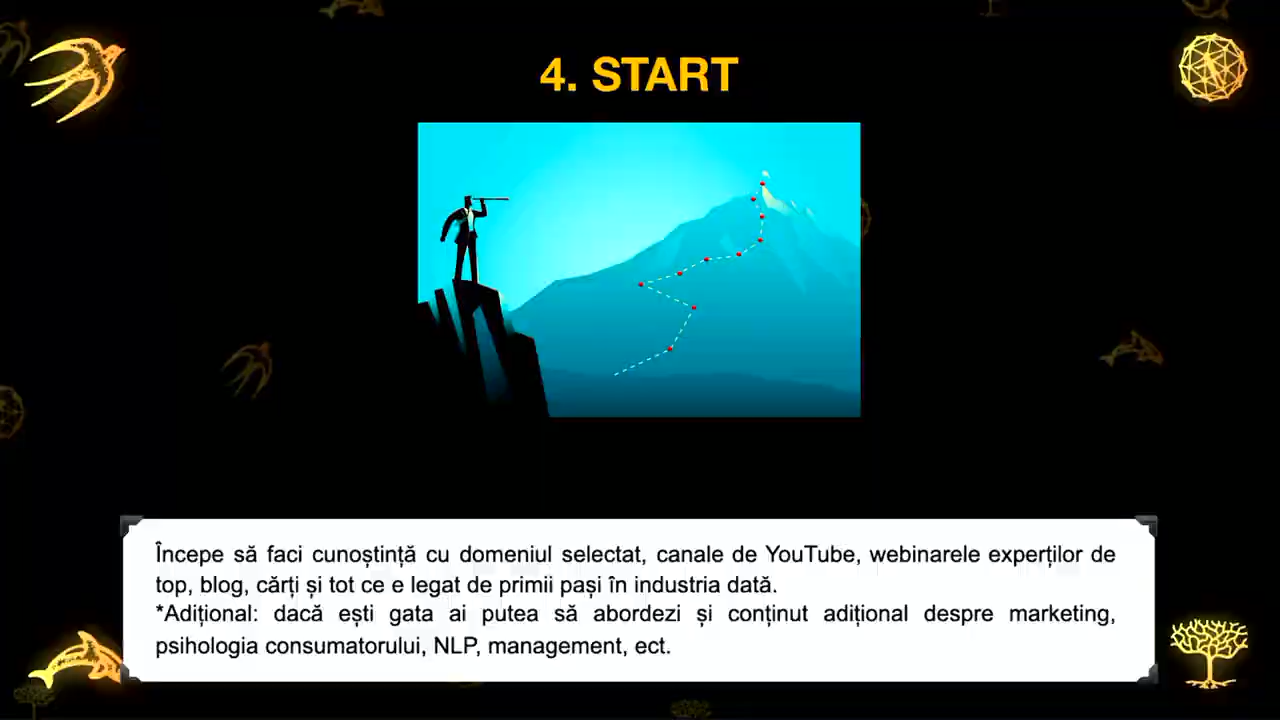 4. START
Începe să faci cunoștință cu domeniul selectat, canale de YouTube, webinarele experților de
top, blog, cărți și tot ce e legat de primii pași în industria dată.
*Adițional: dacă ești gata ai putea să abordezi și conținut adițional despre marketing,
psihologia consumatorului, NLP, management, ect.